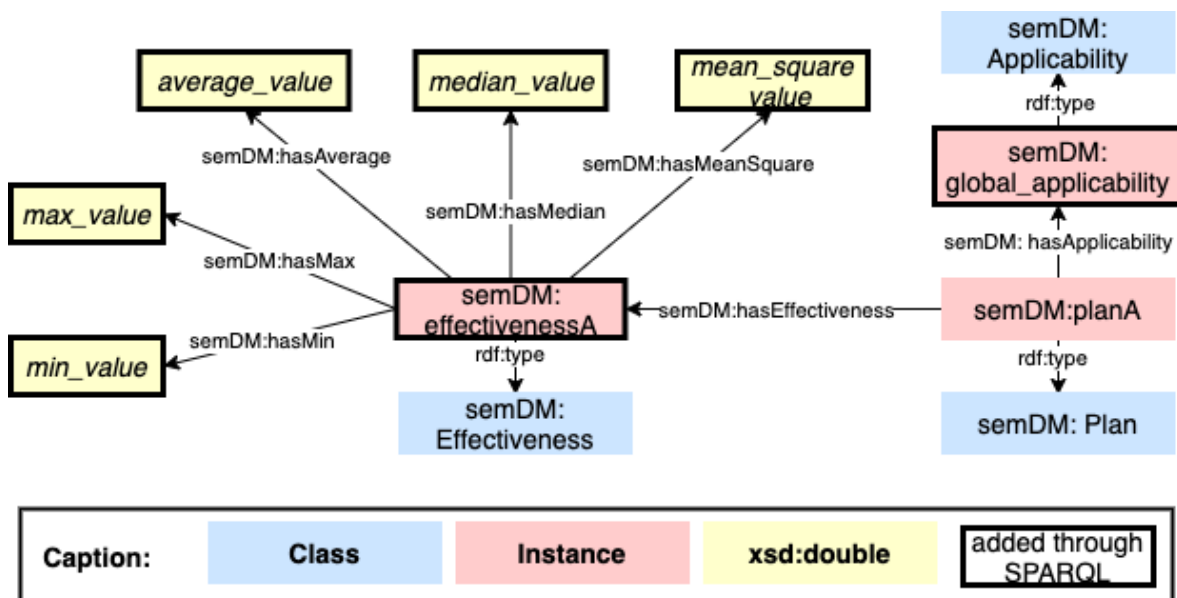 semDM:
Applicability
average_value
median_value
mean_square
value
rdf:type
semDM:hasAverage
semDM:hasMeanSquare
semDM:
global_applicability
max_value
semDM:hasMedian
semDM: hasApplicability
semDM:hasMax
semDM:
effectivenessA
semDM:hasEffectiveness
semDM:planA
semDM:hasMin
min_value
rdf:type
rdf:type
semDM:
Effectiveness
semDM: Plan
Caption:
Class
Instance
xsd:double
added through
SPARQL